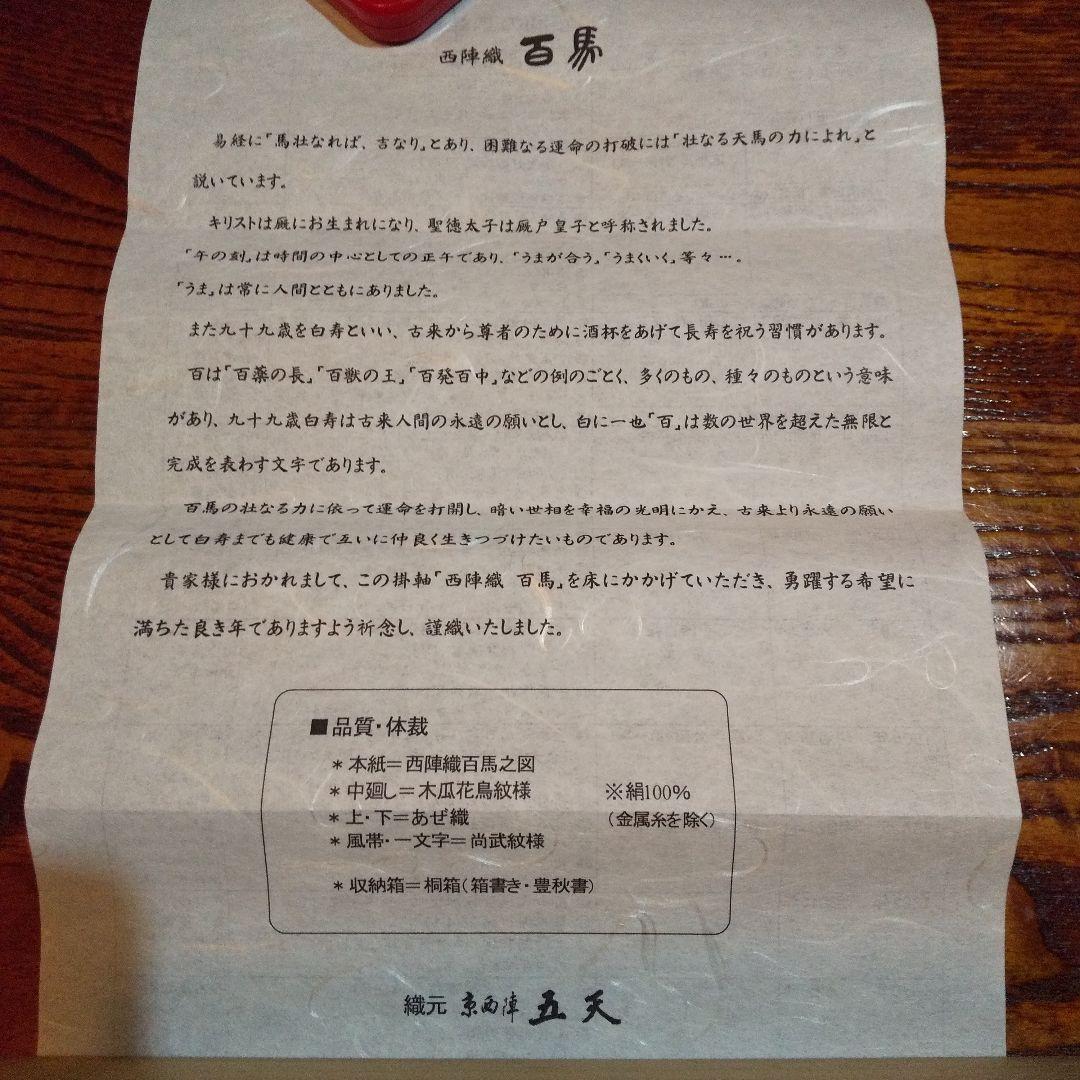 西陣織 百馬
易経に「馬壮なれば、吉なり」とあり、困難なる運命の打破には「壮なる天馬の力によれ」と
説いています。
キリストは厩にお生まれになり、聖徳太子は厩戸皇子と呼称されました。
「午の刻」は時間の中心としての正午であり、「うまが合う」、「うまくいく」等々…。
「うま」は常に人間とともにありました。
また九十九歳を白寿といい、古来から尊者のために酒杯をあげて長寿を祝う習慣があります。
百は「百薬の長」、「百獣の王」、「百発百中」などの例のごとく、多くのもの、種々のものという意味
があり、九十九歳白寿は古来人間の永遠の願いとし、白に一也「百」は数の世界を超えた無限と
完成を表わす文字であります。
百馬の壮なる力に依って運命を打開し、暗い世相を幸福の光明にかえ、古来より永遠の願い
として白寿までも健康で互いに仲良く生きつづけたいものであります。
貴家様におかれまして、この掛軸「西陣織 百馬」を床にかかげていただき、勇躍する希望に
満ちた良き年でありますよう祈念し、謹織いたしました。
■品質・体裁
＊本紙＝西陣織百馬之図
＊中廻し＝木瓜花鳥紋様 ※絹100%
＊上・下＝あぜ織 （金属糸を除く）
＊風帯・一文字＝尚武紋様
＊収納箱＝桐箱（箱書き・豊秋書）
織元 京西陣 五天